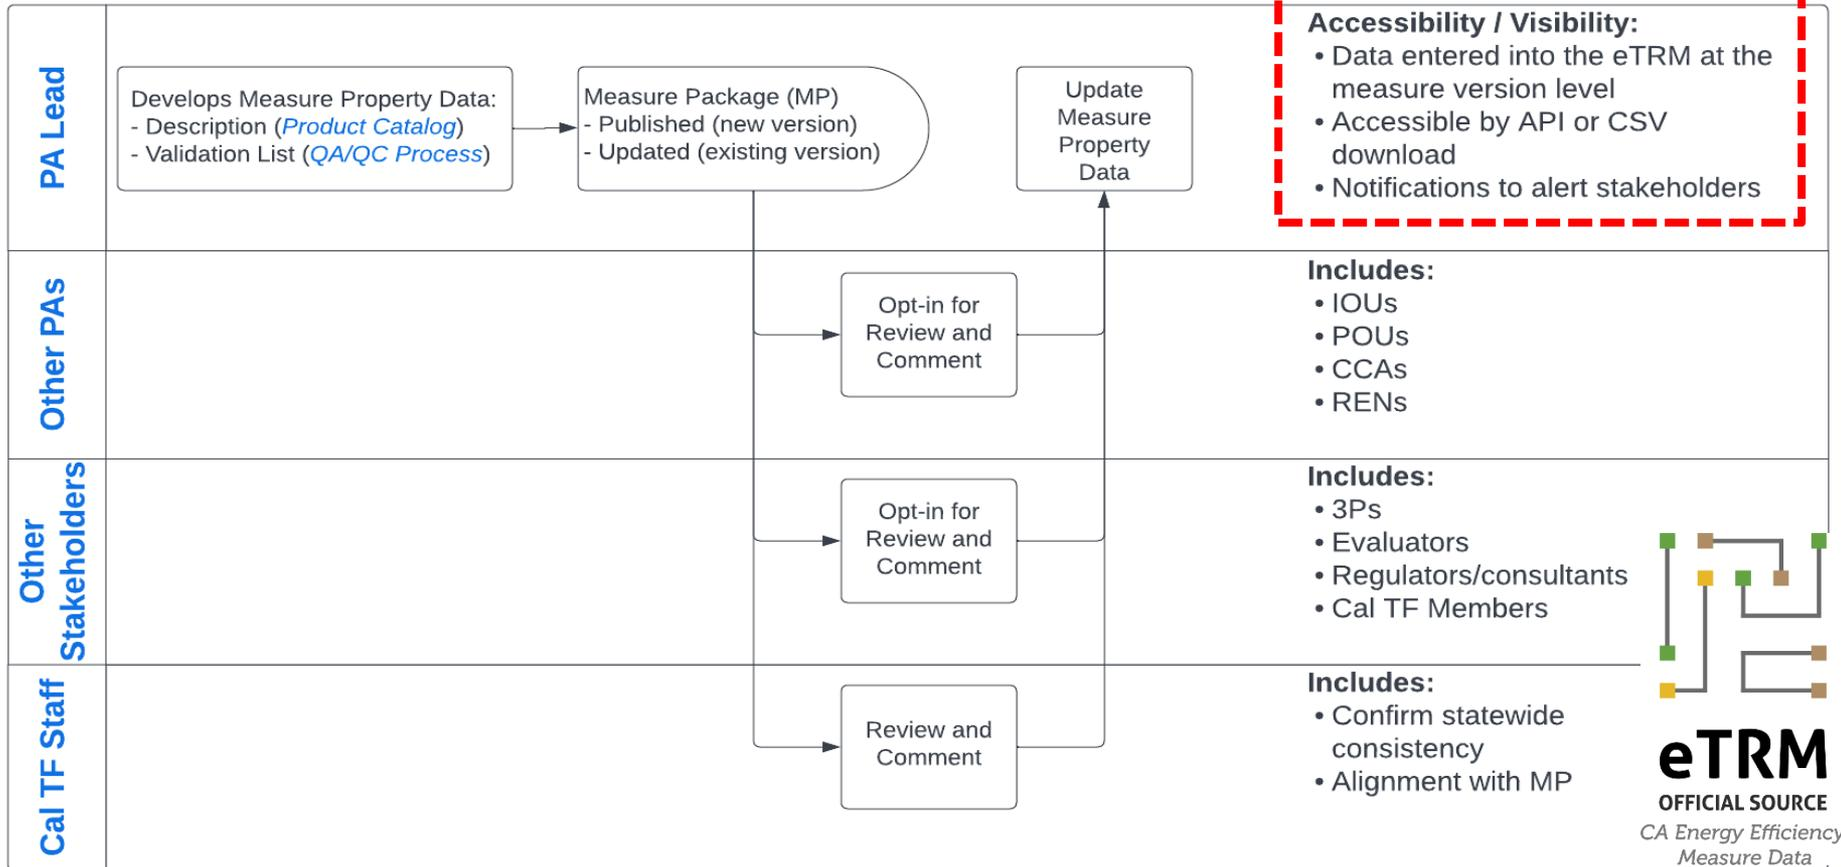 PA Lead
Develops Measure Property Data:
- Description (Product Catalog)
- Validation List (QA/QC Process)
Measure Package (MP)
- Published (new version)
- Updated (existing version)
Update
Measure
Property
Data
Accessibility / Visibility:
• Data entered into the eTRM at the
measure version level
• Accessible by API or CSV
download
• Notifications to alert stakeholders
Other PAs
Opt-in for
Review and
Comment
Includes:
• IOUs
• POUs
• CCAs
• RENs
Other
Stakeholders
Opt-in for
Review and
Comment
Includes:
• 3Ps
• Evaluators
• Regulators/consultants
• Cal TF Members
Cal TF Staff
Review and
Comment
Includes:
• Confirm statewide
consistency
• Alignment with MP
eTRM
OFFICIAL SOURCE
CA Energy Efficiency
Measure Data